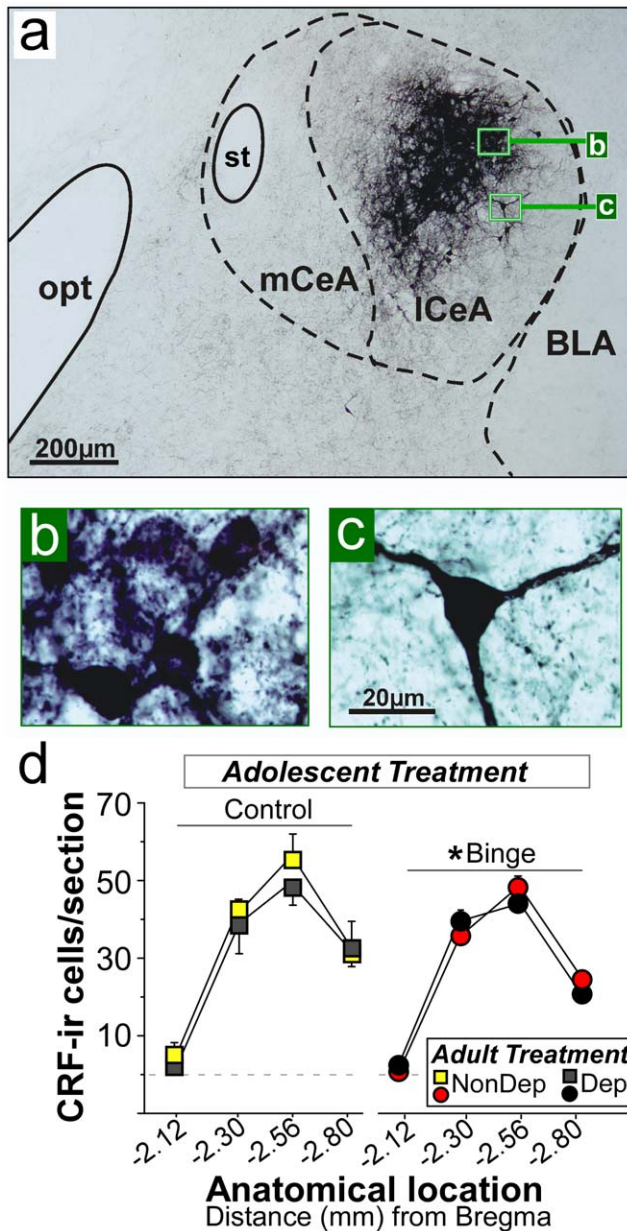 a
st
b
c
opt
mCeA
lCeA
BLA
200µm
b
c
20µm
d
Adolescent Treatment
Control
*Binge
70
50
30
10
CRF-ir cells/section
Adult Treatment
NonDep
Dep
-2.12
-2.30
-2.56
-2.80
-2.12
-2.30
-2.56
-2.80
Anatomical location
Distance (mm) from Bregma